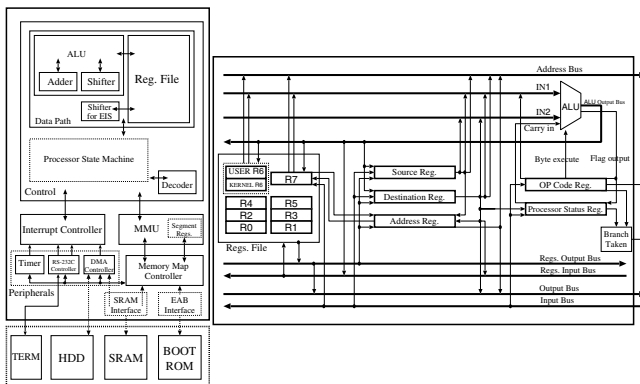 ALU
Adder
Shifter
Reg. File
Shifter
for EIS
Data Path
Processor State Machine
Decoder
Control
Interrupt Controller
MMU
Segment
Regs.
Timer
RS-232C
Controller
DMA
Controller
Memory Map
Controller
Peripherals
SRAM
Interface
EAB
Interface
TERM
HDD
SRAM
BOOT
ROM
Address Bus
IN1
IN2
ALU
ALU Output Bus
Carry in
Byte execute
Flag output
USER R6
KERNEL R6
R7
R4
R5
R2
R3
R0
R1
Regs. File
Source Reg.
Destination Reg.
Address Reg.
OP Code Reg.
Processor Status Reg.
Branch
Taken
Regs. Output Bus
Regs. Input Bus
Output Bus
Input Bus